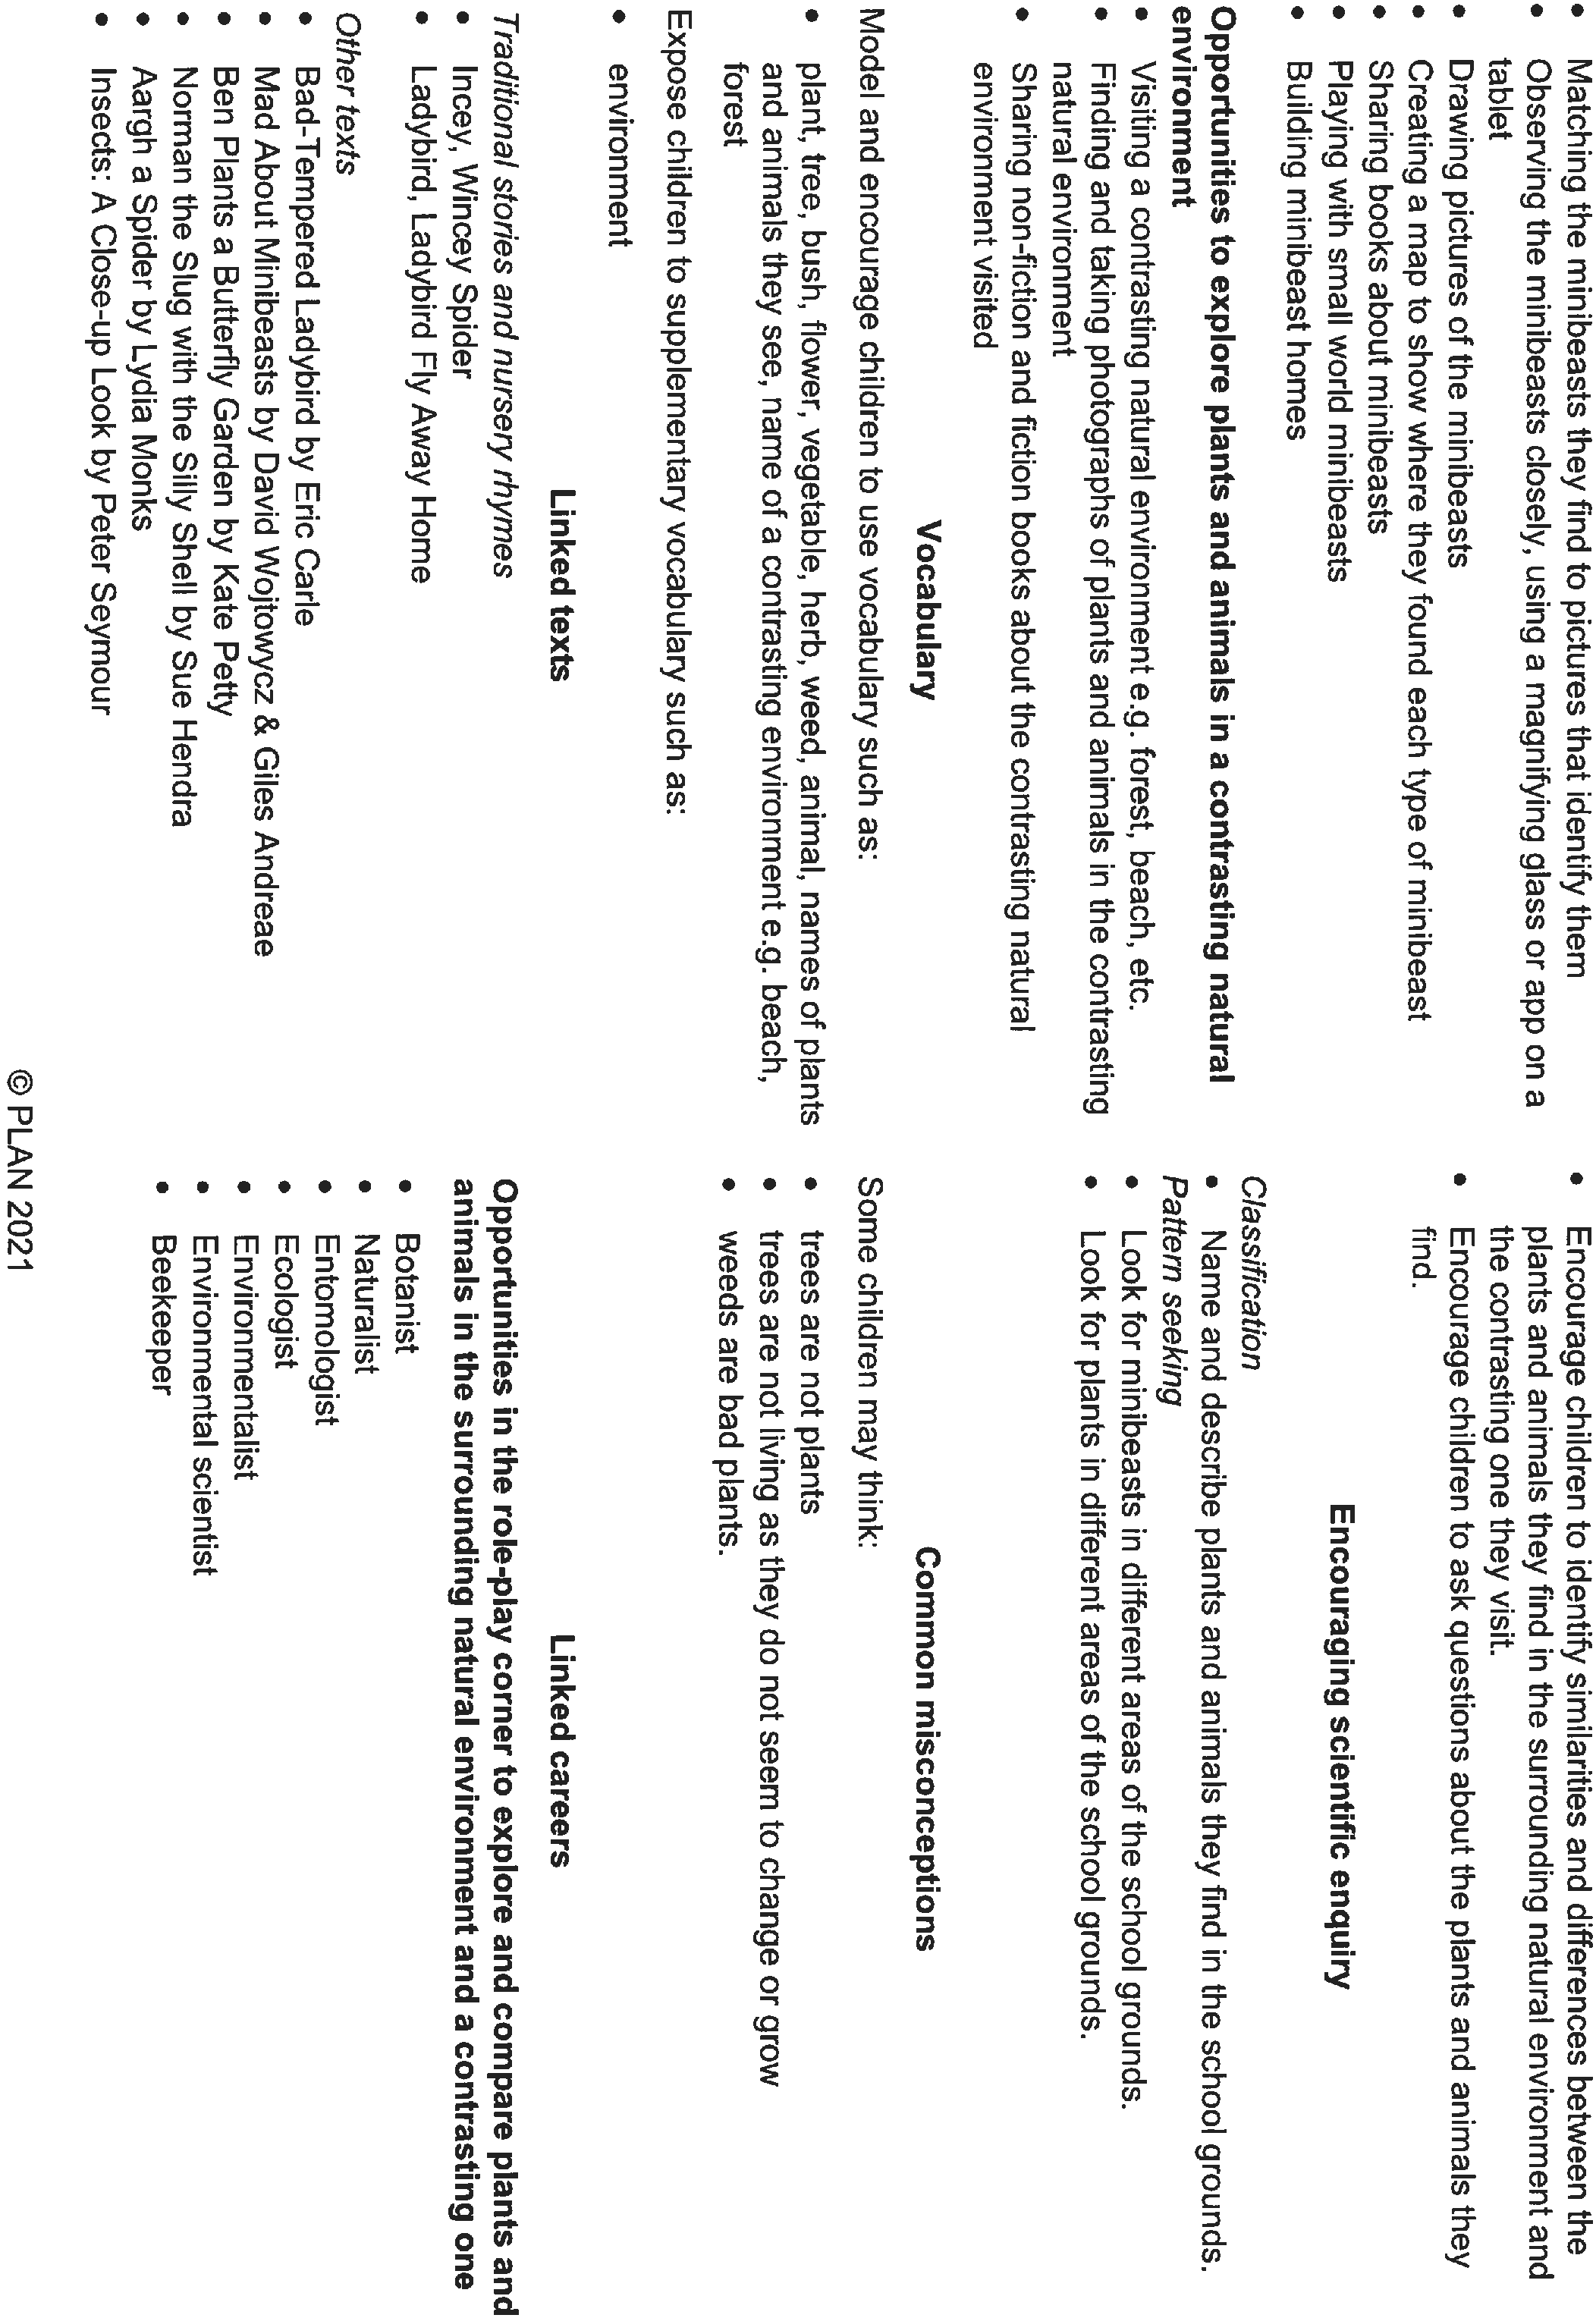 • Matching the minibeasts they find to pictures that identify them
• Observing the minibeasts closely, using a magnifying glass or app on a
tablet
• Drawing pictures of the minibeasts
• Creating a map to show where they found each type of minibeast
• Sharing books about minibeasts
• Playing with small world minibeasts
• Building minibeast homes
Opportunities to explore plants and animals in a contrasting natural
environment
• Visiting a contrasting natural environment e.g. forest, beach, etc.
• Finding and taking photographs of plants and animals in the contrasting
natural environment
• Sharing non-fiction and fiction books about the contrasting natural
environment visited
• Encourage children to identify similarities and differences between the
plants and animals they find in the surrounding natural environment and
the contrasting one they visit.
• Encourage children to ask questions about the plants and animals they
find.
Encouraging scientific enquiry
Classification
• Name and describe plants and animals they find in the school grounds.
Pattern seeking
• Look for minibeasts in different areas of the school grounds.
• Look for plants in different areas of the school grounds.
Vocabulary
Model and encourage children to use vocabulary such as:
• plant, tree, bush, flower, vegetable, herb, weed, animal, names of plants
and animals they see, name of a contrasting environment e.g. beach,
forest
Expose children to supplementary vocabulary such as:
• environment
Common misconceptions
Some children may think:
• trees are not plants
• trees are not living as they do not seem to change or grow
• weeds are bad plants.
Linked texts
Traditional stories and nursery rhymes
• Incey, Wincey Spider
• Ladybird, Ladybird Fly Away Home
Other texts
• Bad-Tempered Ladybird by Eric Carle
• Mad About Minibeasts by David Wojtowycz & Giles Andreae
• Ben Plants a Butterfly Garden by Kate Petty
• Norman the Slug with the Silly Shell by Sue Hendra
• Aargh a Spider by Lydia Monks
• Insects: A Close-up Look by Peter Seymour
Linked careers
Opportunities in the role-play corner to explore and compare plants and
animals in the surrounding natural environment and a contrasting one
• Botanist
• Naturalist
• Entomologist
• Ecologist
• Environmentalist
• Environmental scientist
• Beekeeper
© PLAN 2021